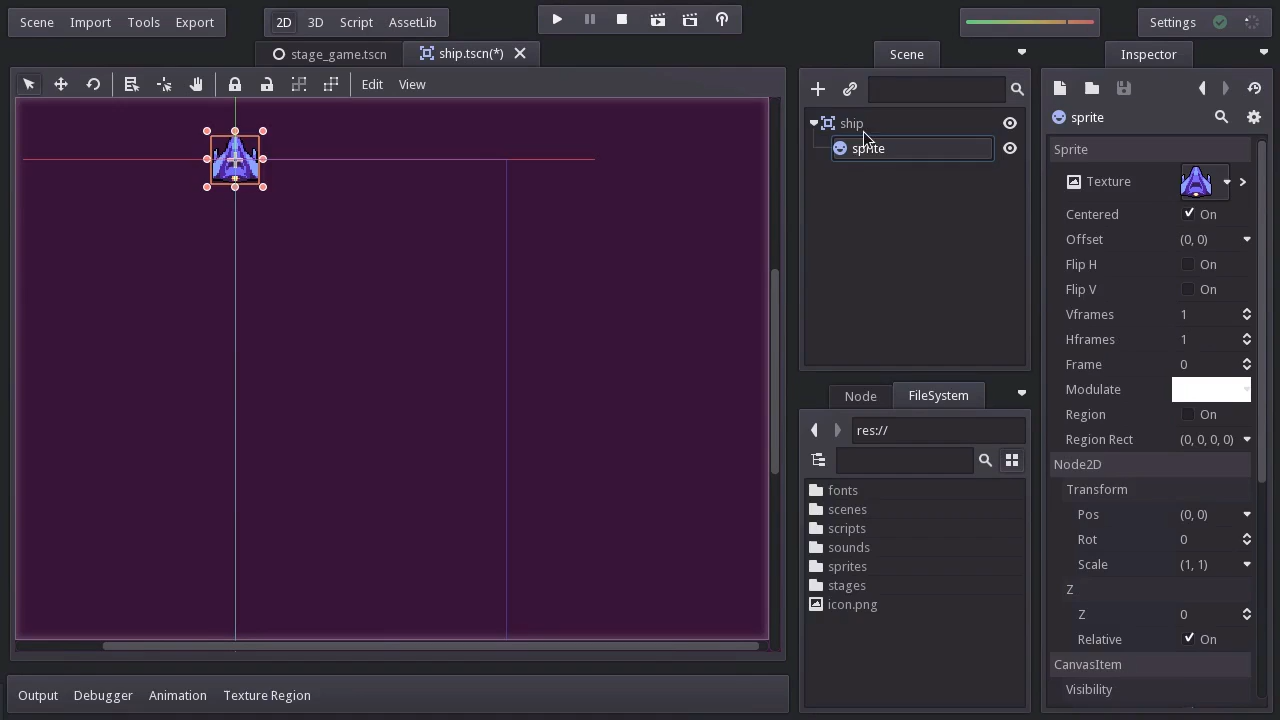 Scene Import Tools Export 2D 3D Script AssetLib Settings
stage_game.tscn ship.tscn(*) Scene Inspector
Edit View
ship
sprite
sprite
Sprite
Texture
Centered On
Offset (0, 0)
Flip H On
Flip V On
Vframes 1
Hframes 1
Frame 0
Modulate
Region On
Region Rect (0, 0, 0, 0)
Node2D
Transform
Pos (0, 0)
Rot 0
Scale (1, 1)
Z
Z 0
Relative On
CanvasItem
Visibility
Node FileSystem
res://
fonts
scenes
scripts
sounds
sprites
stages
icon.png
Output Debugger Animation Texture Region